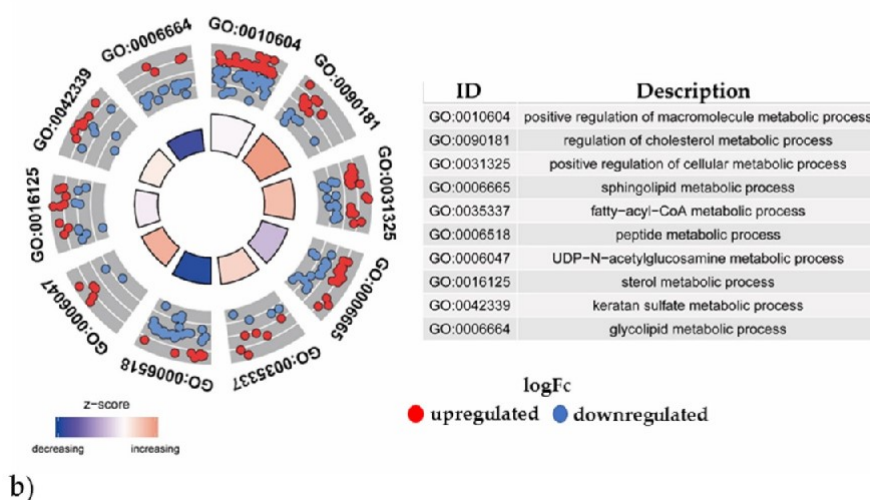 GO:0006664
GO:0010604
GO:0042339
GO:0090181
GO:0016125
GO:0031325
GO:0006047
GO:0006665
GO:0006518
GO:0035337
z-score
decreasing
increasing
ID Description
GO:0010604 positive regulation of macromolecule metabolic process
GO:0090181 regulation of cholesterol metabolic process
GO:0031325 positive regulation of cellular metabolic process
GO:0006665 sphingolipid metabolic process
GO:0035337 fatty-acyl-CoA metabolic process
GO:0006518 peptide metabolic process
GO:0006047 UDP-N-acetylglucosamine metabolic process
GO:0016125 sterol metabolic process
GO:0042339 keratan sulfate metabolic process
GO:0006664 glycolipid metabolic process
logFc
upregulated downregulated
b)